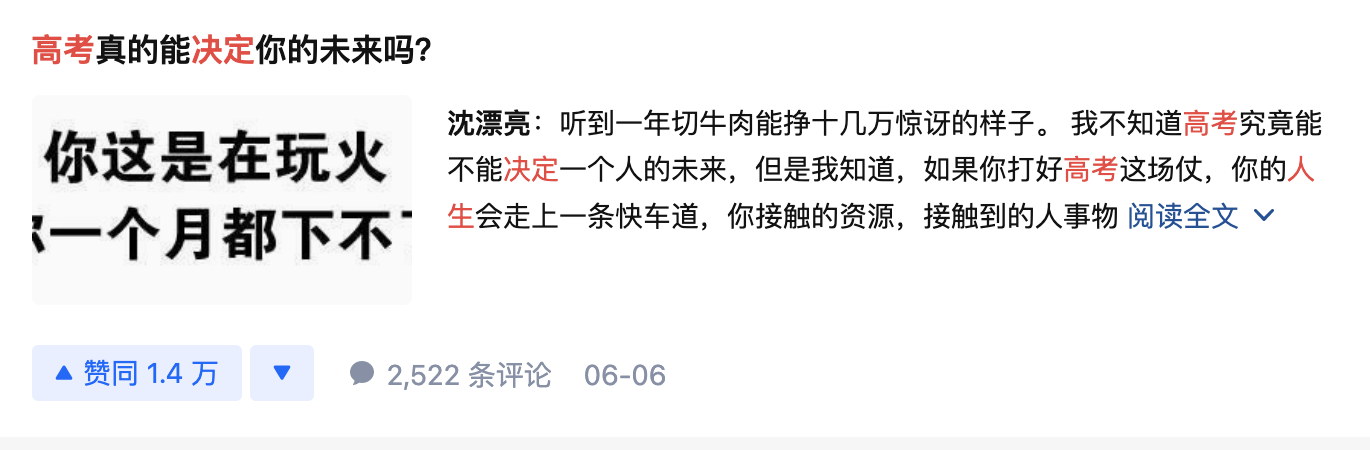 高考真的能决定你的未来吗?
你这是在玩火
一个月都下不
沈漂亮：听到一年切牛肉能挣十几万惊讶的样子。 我不知道高考究竟能
不能决定一个人的未来，但是我知道，如果你打好高考这场仗，你的人
生会走上一条快车道，你接触的资源，接触到的人事物 阅读全文
赞同 1.4 万
2,522 条评论
06-06